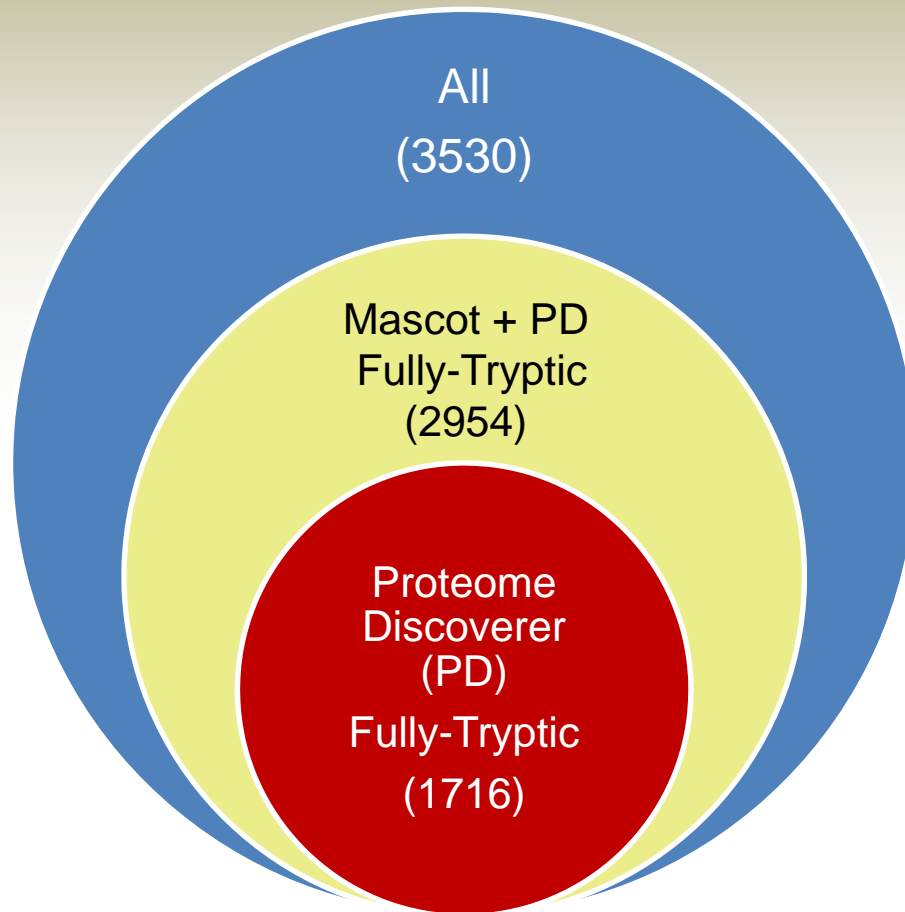 All
(3530)
Mascot + PD
Fully-Tryptic
(2954)
Proteome
Discoverer
(PD)
Fully-Tryptic
(1716)